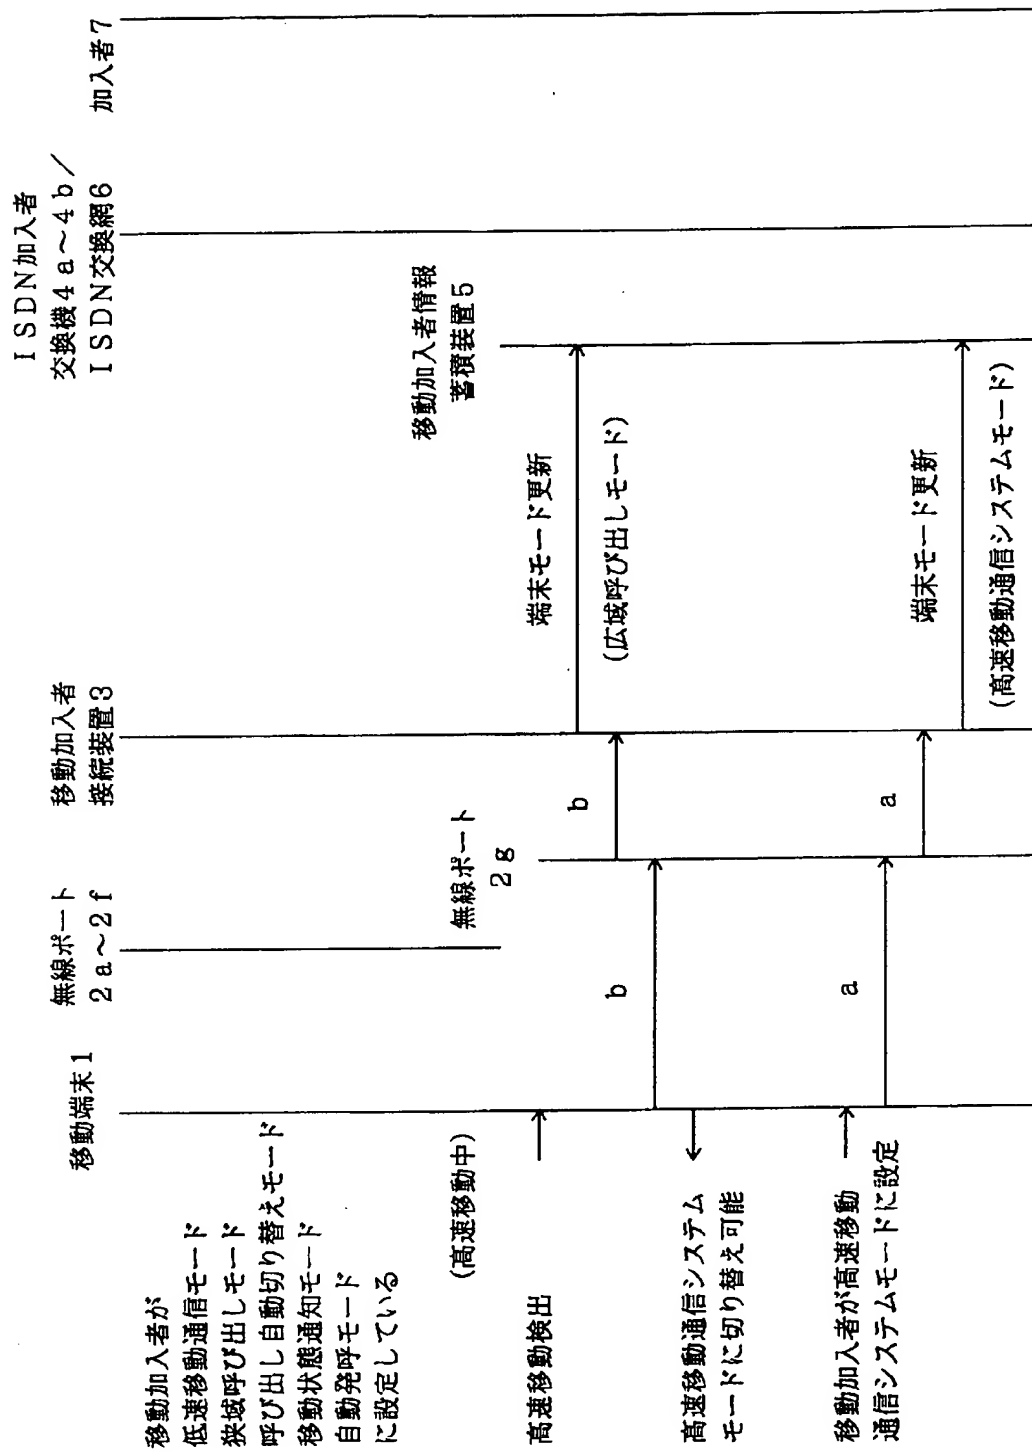 移動加入者が
低速移動通信モード
狭域呼び出しモード
呼び出し自動切り替えモード
移動状態通知モード
自動発呼モード
に設定している
移動端末1
無線ポート
2a〜2f
移動加入者
接続装置3
ISDN加入者
交換機4a〜4b/
ISDN交換網6
加入者7
(高速移動中)
無線ポート
2g
移動加入者情報
蓄積装置5
高速移動検出
端末モード更新
(広域呼び出しモード)
b
b
高速移動通信システム
モードに切り替え可能
移動加入者が高速移動
通信システムモードに設定
a
a
端末モード更新
(高速移動通信システムモード)